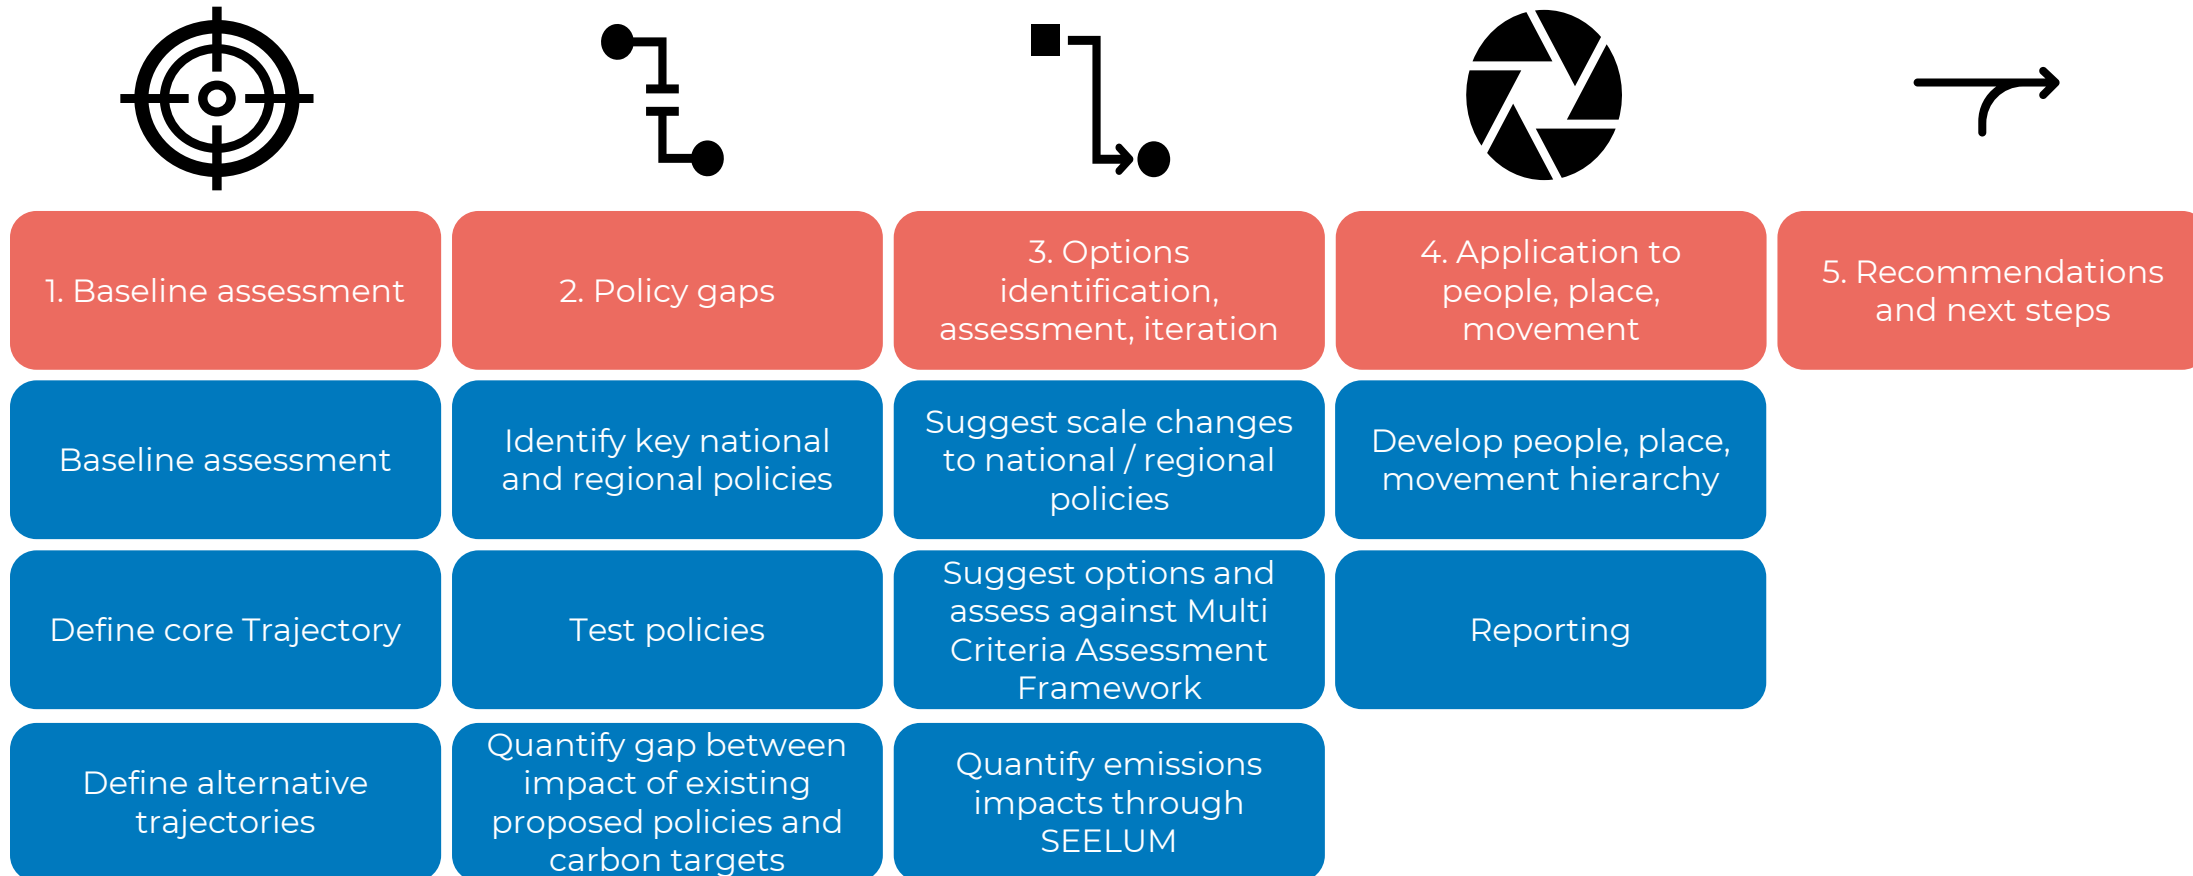 1. Baseline assessment
2. Policy gaps
3. Options
identification,
assessment, iteration
4. Application to
people, place,
movement
5. Recommendations
and next steps
Baseline assessment
Identify key national
and regional policies
Suggest scale changes
to national / regional
policies
Develop people, place,
movement hierarchy
Define core Trajectory
Test policies
Suggest options and
assess against Multi
Criteria Assessment
Framework
Reporting
Define alternative
trajectories
Quantify gap between
impact of existing
proposed policies and
carbon targets
Quantify emissions
impacts through
SEELUM